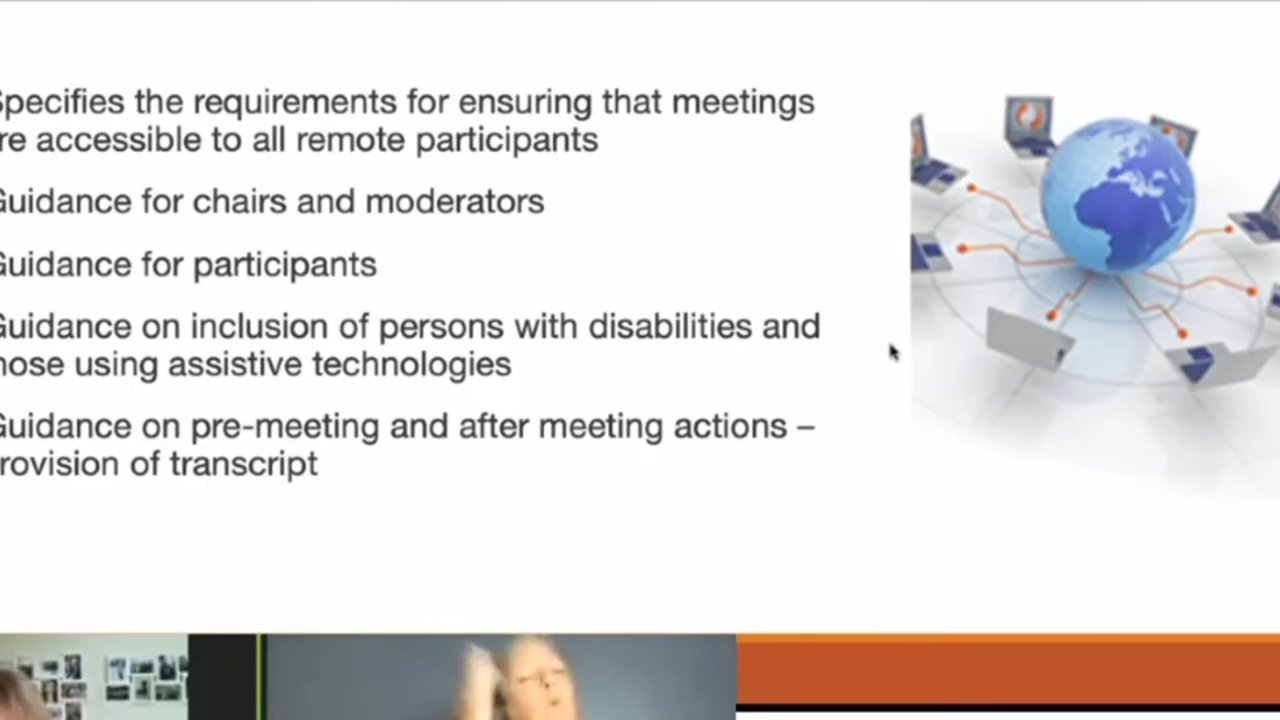 Specifies the requirements for ensuring that meetings
re accessible to all remote participants
Guidance for chairs and moderators
Guidance for participants
Guidance on inclusion of persons with disabilities and
hose using assistive technologies
Guidance on pre-meeting and after meeting actions –
rovision of transcript